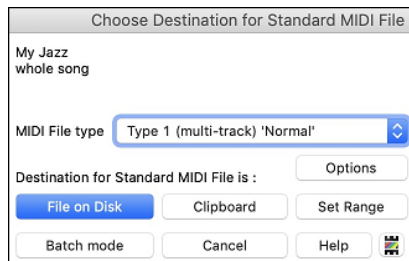 Choose Destination for Standard MIDI File
My Jazz
whole song
MIDI File type Type 1 (multi-track) 'Normal'
Options
Destination for Standard MIDI File is :
File on Disk Clipboard Set Range
Batch mode Cancel Help